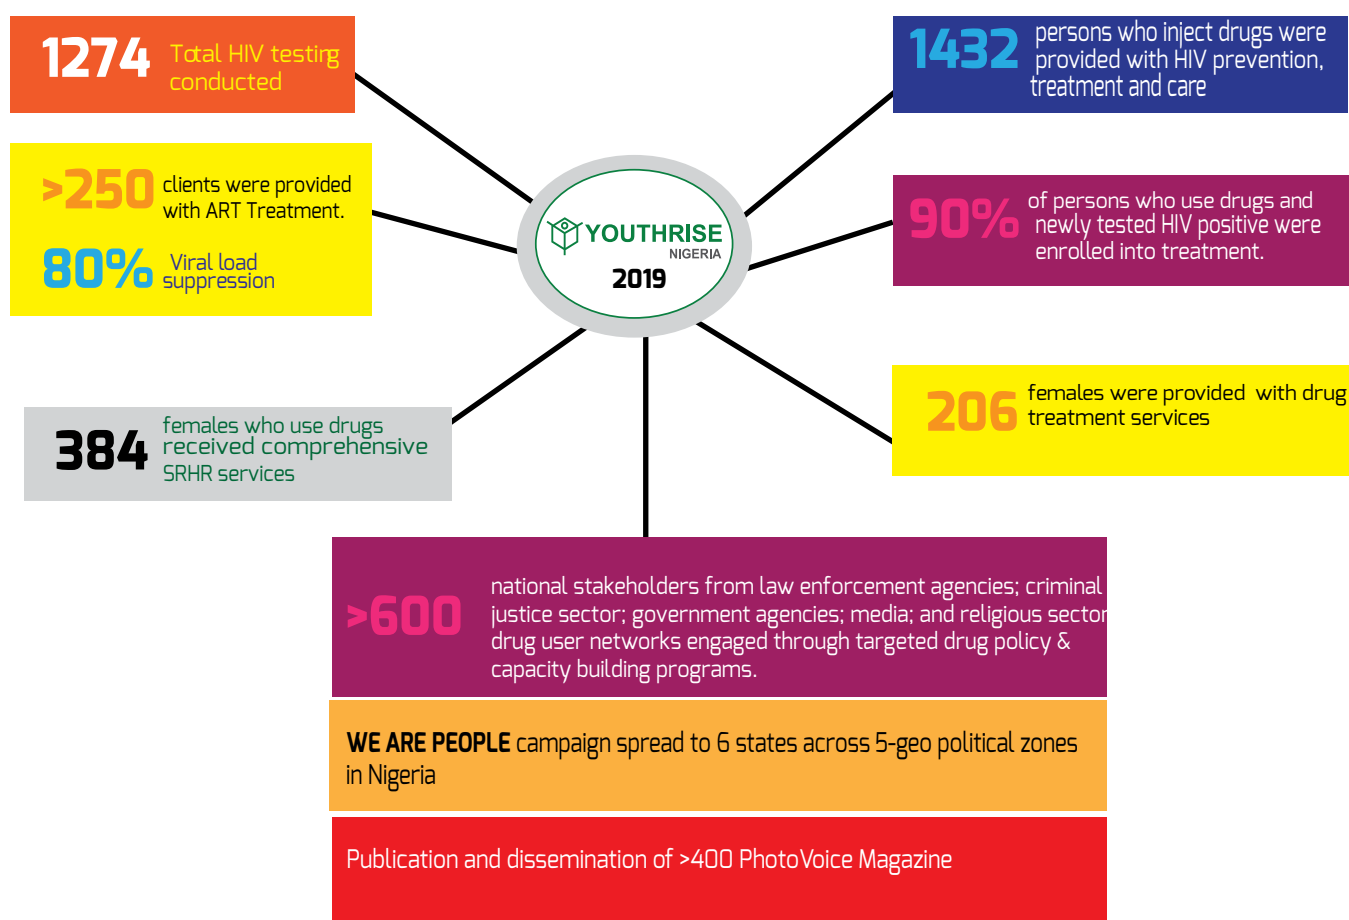 1274 Total HIV testing
conducted
>250 clients were provided
with ART Treatment.
80% Viral load
suppression
384 females who use drugs
received comprehensive
SRHR services
YOUTHRISE
NIGERIA
2019
1432 persons who inject drugs were
provided with HIV prevention,
treatment and care
90% of persons who use drugs and
newly tested HIV positive were
enrolled into treatment.
206 females were provided with drug
treatment services
>600 national stakeholders from law enforcement agencies; criminal
justice sector; government agencies; media; and religious sector
drug user networks engaged through targeted drug policy &
capacity building programs.
WE ARE PEOPLE campaign spread to 6 states across 5-geo political zones
in Nigeria
Publication and dissemination of >400 PhotoVoice Magazine